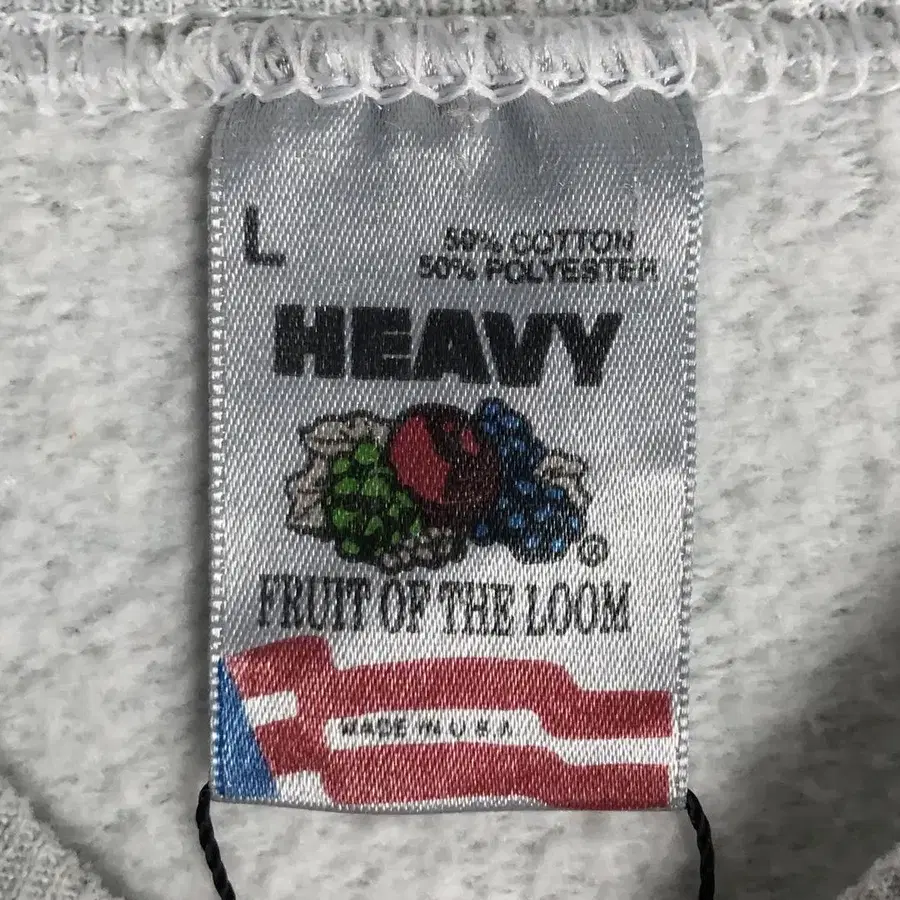 L
50% COTTON
50% POLYESTER
HEAVY
®
FRUIT OF THE LOOM
MADE IN U.S.A